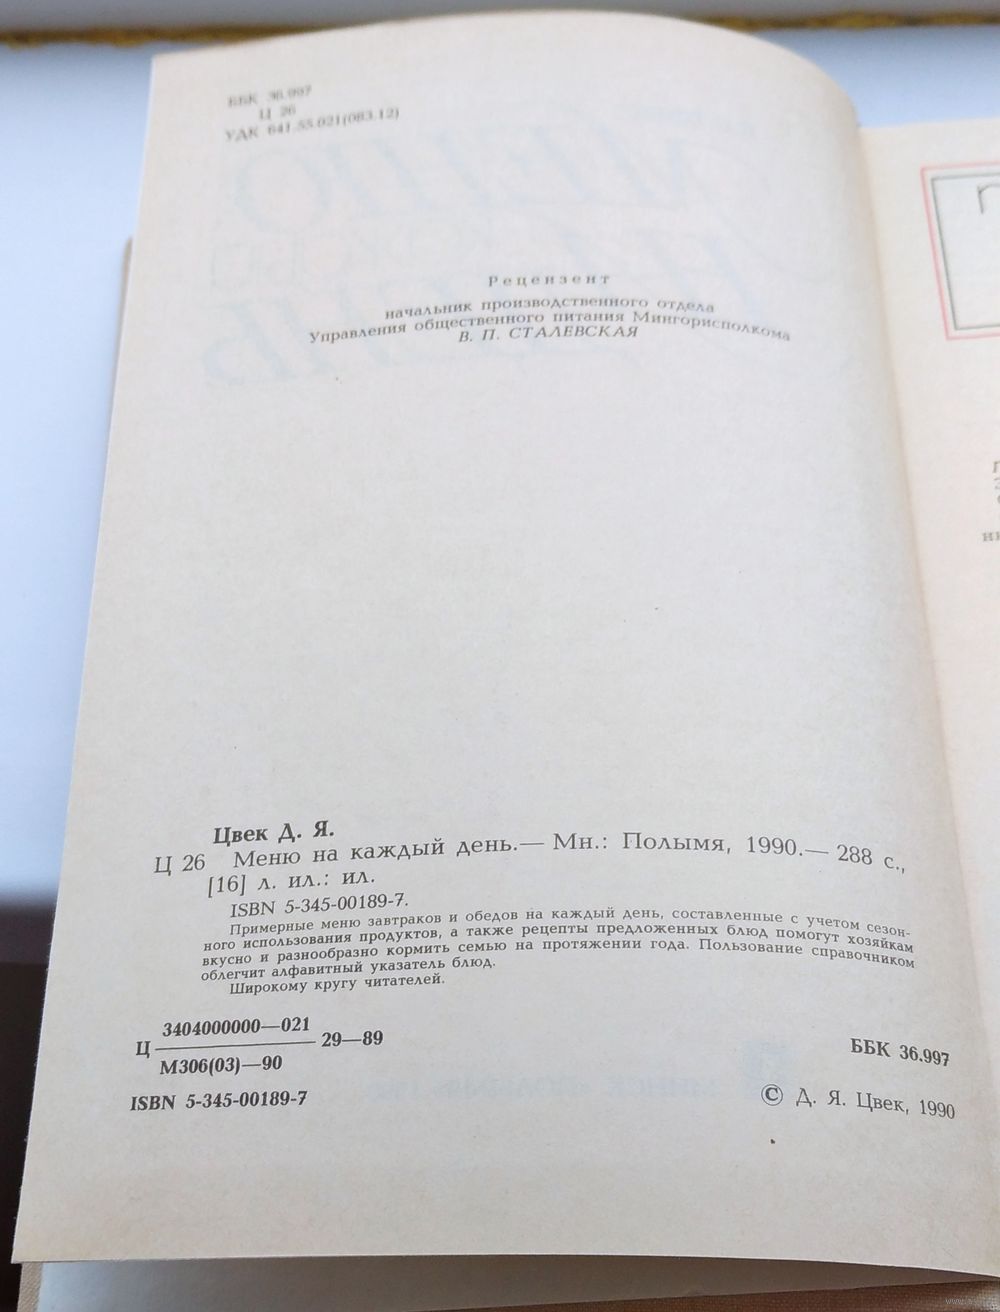 ББК 36.997
Ц 26
УДК 641.55.021(083.12)
Рецензент
начальник производственного отдела
Управления общественного питания Мингорисполкома
В. П. СТАЛЕВСКАЯ
Цвек Д. Я.
Ц 26 Меню на каждый день.— Мн.: Полымя, 1990.— 288 с.,
[16] л. ил.: ил.
ISBN 5-345-00189-7.
Примерные меню завтраков и обедов на каждый день, составленные с учетом сезон-
ного использования продуктов, а также рецепты предложенных блюд помогут хозяйкам
вкусно и разнообразно кормить семью на протяжении года. Пользование справочником
облегчит алфавитный указатель блюд.
Широкому кругу читателей.
3404000000—021
Ц 29—89
М306(03)—90
ББК 36.997
ISBN 5-345-00189-7
© Д. Я. Цвек, 1990